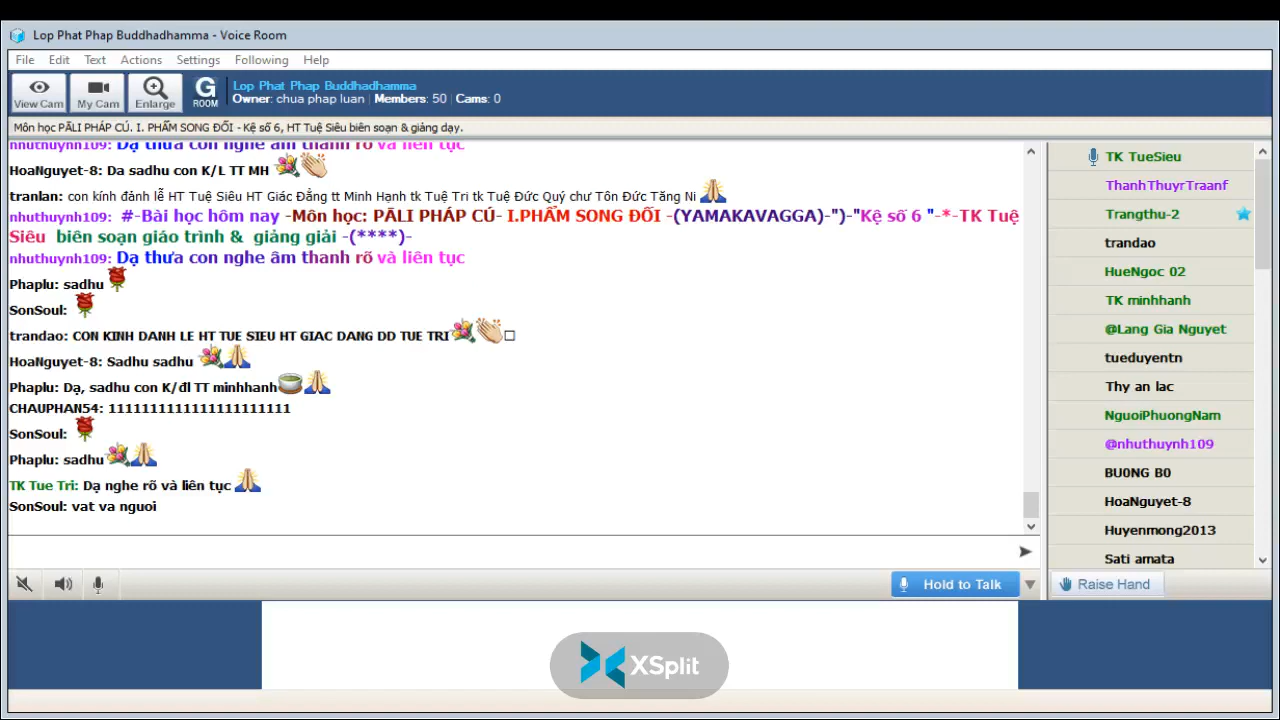 Lop Phat Phap Buddhadhamma - Voice Room
File Edit Text Actions Settings Following Help
View Cam My Cam Enlarge G ROOM
Lop Phat Phap Buddhadhamma
Owner: chua phap luan | Members: 50 | Cams: 0
Môn học PĀLI PHÁP CÚ. I. PHẨM SONG ĐỐI - Kệ số 6, HT Tuệ Siêu biên soạn & giảng dạy.
nhuthuynh109: Dạ thưa con nghe âm thanh rõ và liên tục
HoaNguyet-8: Da sadhu con K/L TT MH
tranlan: con kính đảnh lễ HT Tuệ Siêu HT Giác Đẳng tt Minh Hạnh tk Tuệ Tri tk Tuệ Đức Quý chư Tôn Đức Tăng Ni
nhuthuynh109: #-Bài học hôm nay -Môn học: PĀLI PHÁP CÚ- I.PHẨM SONG ĐỐI -(YAMAKAVAGGA)-")-"Kệ số 6 "-*-TK Tuệ
Siêu biên soạn giáo trình & giảng giải -(****)-
nhuthuynh109: Dạ thưa con nghe âm thanh rõ và liên tục
Phaplu: sadhu
SonSoul:
trandao: CON KINH DANH LE HT TUE SIEU HT GIAC DANG DD TUE TRI
HoaNguyet-8: Sadhu sadhu
Phaplu: Dạ, sadhu con K/đl TT minhhanh
CHAUPHAN54: 1111111111111111111111
SonSoul:
Phaplu: sadhu
TK Tue Tri: Dạ nghe rõ và liên tục
SonSoul: vat va nguoi
Hold to Talk
TK TueSieu
ThanhThuyrTraanf
Trangthu-2
trandao
HueNgoc 02
TK minhhanh
@Lang Gia Nguyet
tueduyentn
Thy an lac
NguoiPhuongNam
@nhuthuynh109
BU0NG B0
HoaNguyet-8
Huyenmong2013
Sati amata
Raise Hand
XSplit